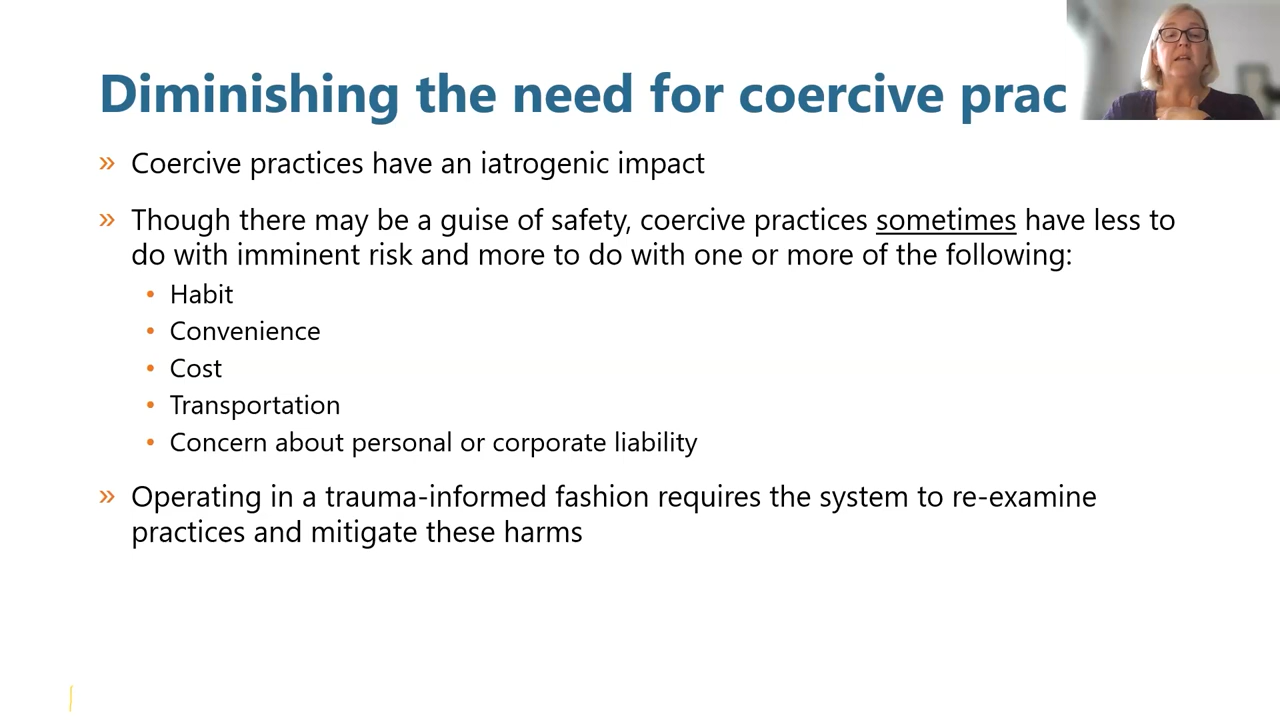 Diminishing the need for coercive prac
» Coercive practices have an iatrogenic impact
» Though there may be a guise of safety, coercive practices sometimes have less to
do with imminent risk and more to do with one or more of the following:
• Habit
• Convenience
• Cost
• Transportation
• Concern about personal or corporate liability
» Operating in a trauma-informed fashion requires the system to re-examine
practices and mitigate these harms